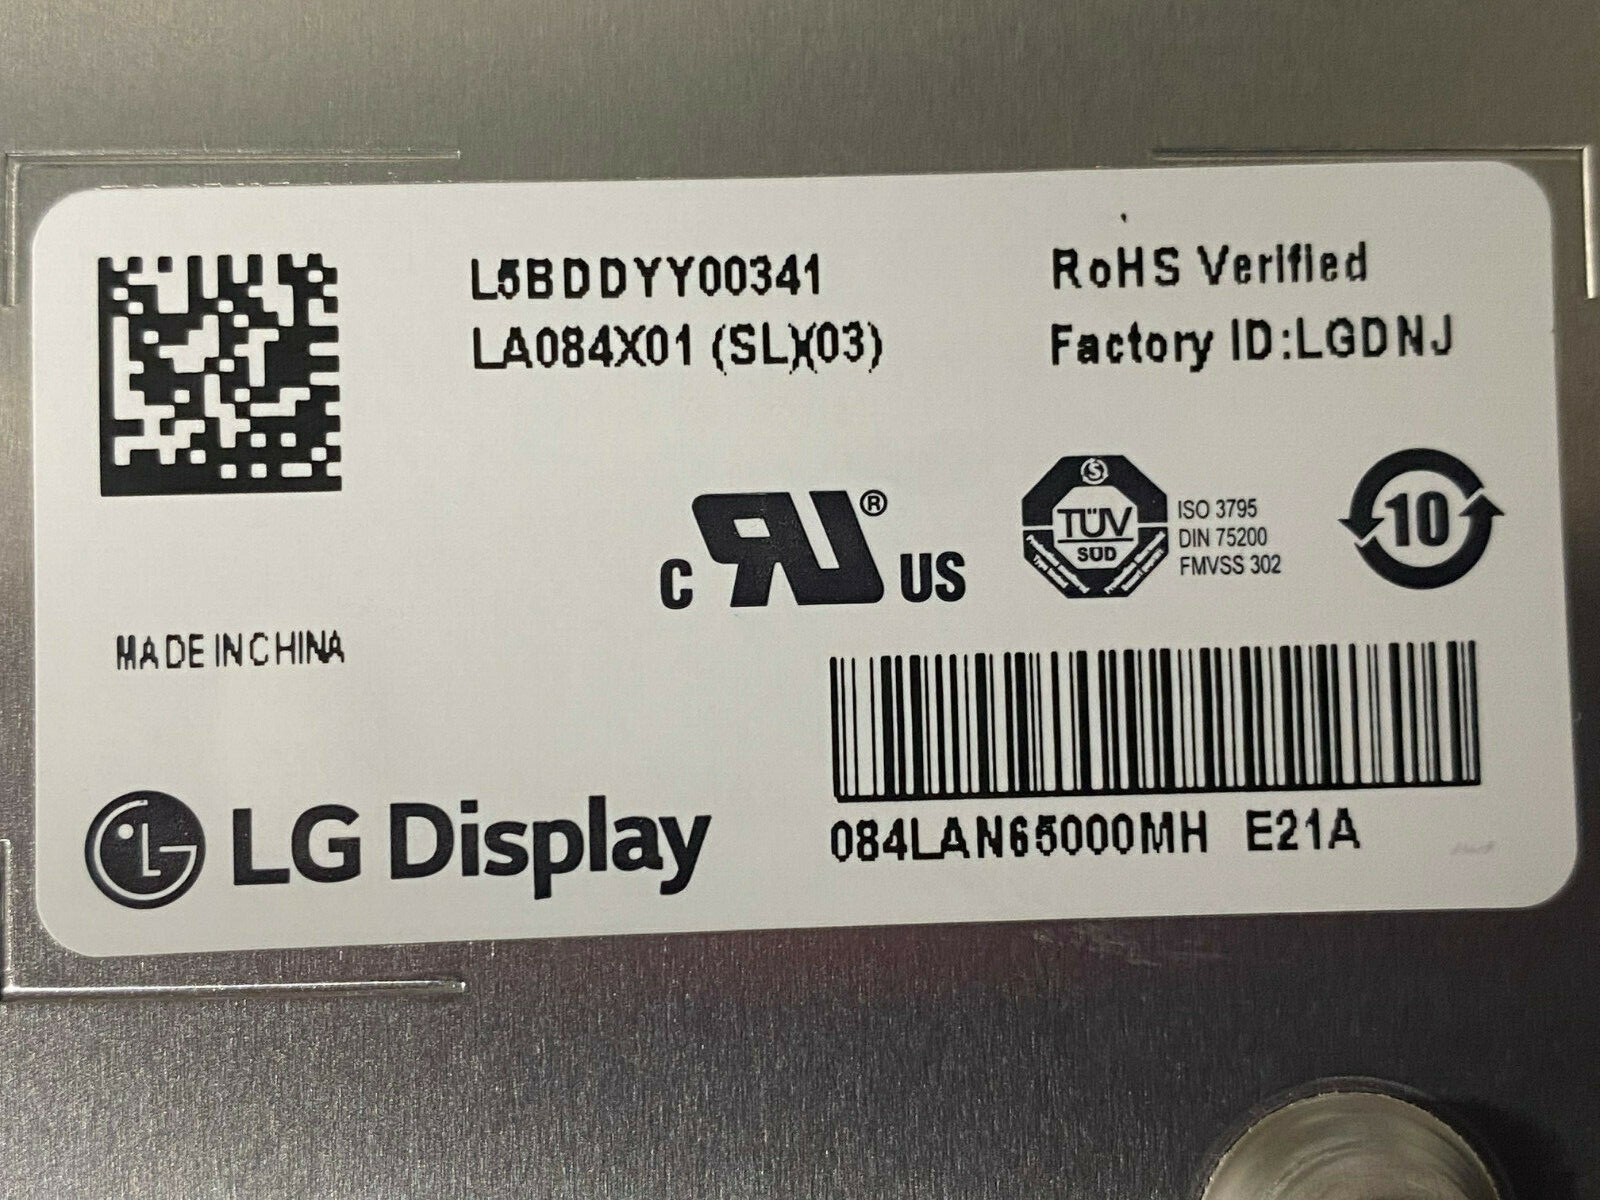 L5BDDYY00341
LA084X01 (SL)(03)
RoHS Verified
Factory ID:LGDNJ
c RU® US
S
TÜV
SÜD
ISO 3795
DIN 75200
FMVSS 302
10
MADE IN CHINA
084LAN65000MH E21A
LG Display